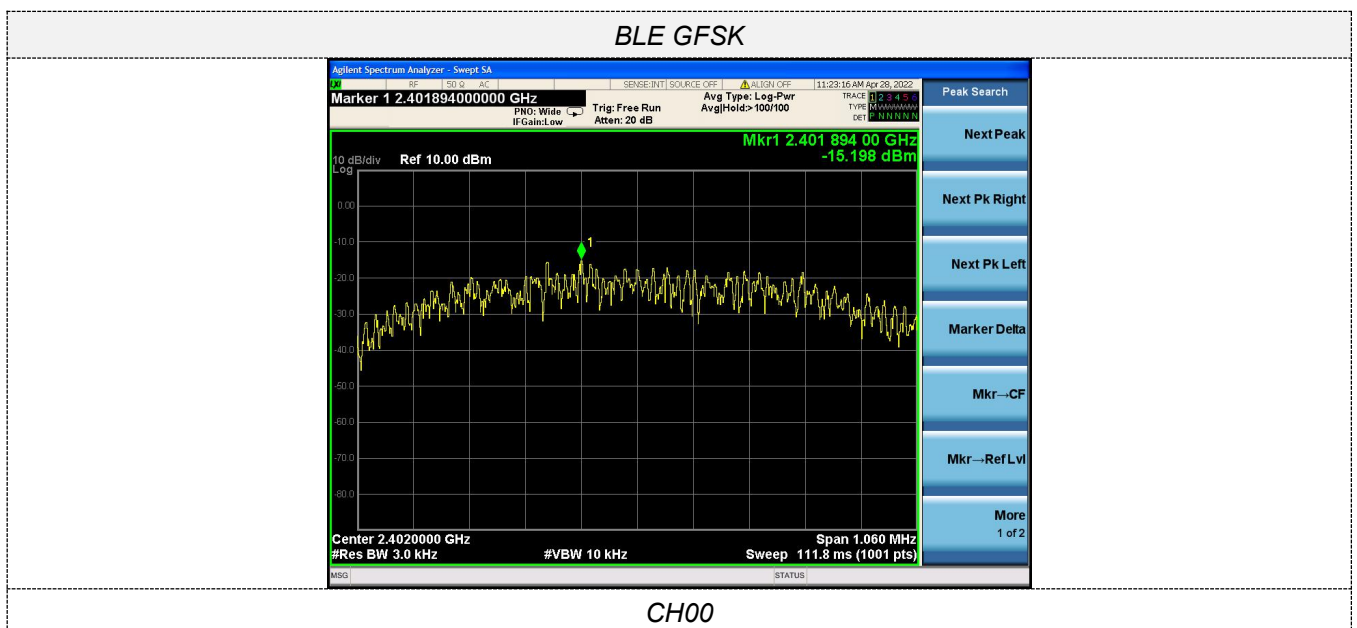 BLE GFSK
Agilent Spectrum Analyzer - Swept SA
RF 50 Ω AC SENSE:INT SOURCE OFF ALIGN OFF 11:23:16 AM Apr 28, 2022
Marker 1 2.401894000000 GHz
PNO: Wide
IFGain:Low
Trig: Free Run
Atten: 20 dB
Avg Type: Log-Pwr
Avg|Hold:>100/100
TRACE 1 2 3 4 5 6
TYPE M
DET P N N N N N
Mkr1 2.401 894 00 GHz
-15.198 dBm
10 dB/div Ref 10.00 dBm
Log
0.00
-10.0
1
-20.0
-30.0
-40.0
-50.0
-60.0
-70.0
-80.0
Center 2.4020000 GHz Span 1.060 MHz
#Res BW 3.0 kHz #VBW 10 kHz Sweep 111.8 ms (1001 pts)
MSG STATUS
Peak Search
Next Peak
Next Pk Right
Next Pk Left
Marker Delta
Mkr→CF
Mkr→Ref Lvl
More
1 of 2
CH00